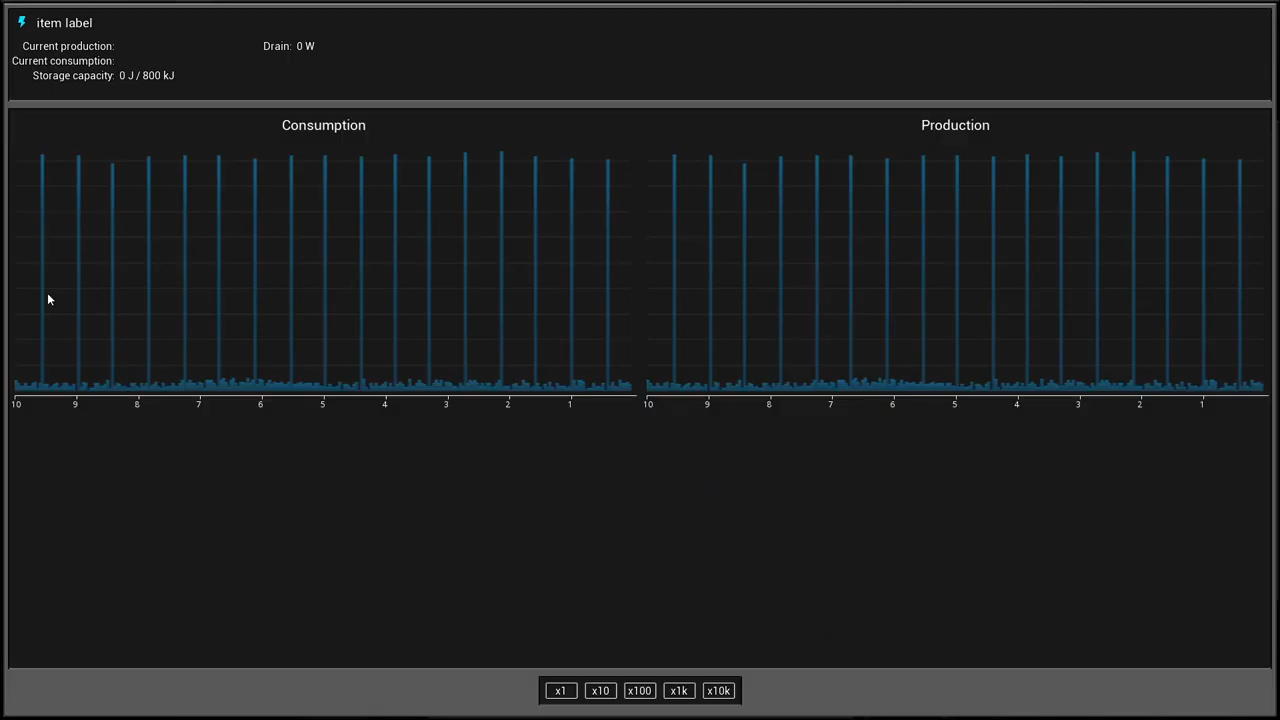 item label
Current production:
Drain: 0 W
Current consumption:
Storage capacity: 0 J / 800 kJ
Consumption
Production
10 9 8 7 6 5 4 3 2 1
10 9 8 7 6 5 4 3 2 1
x1 x10 x100 x1k x10k